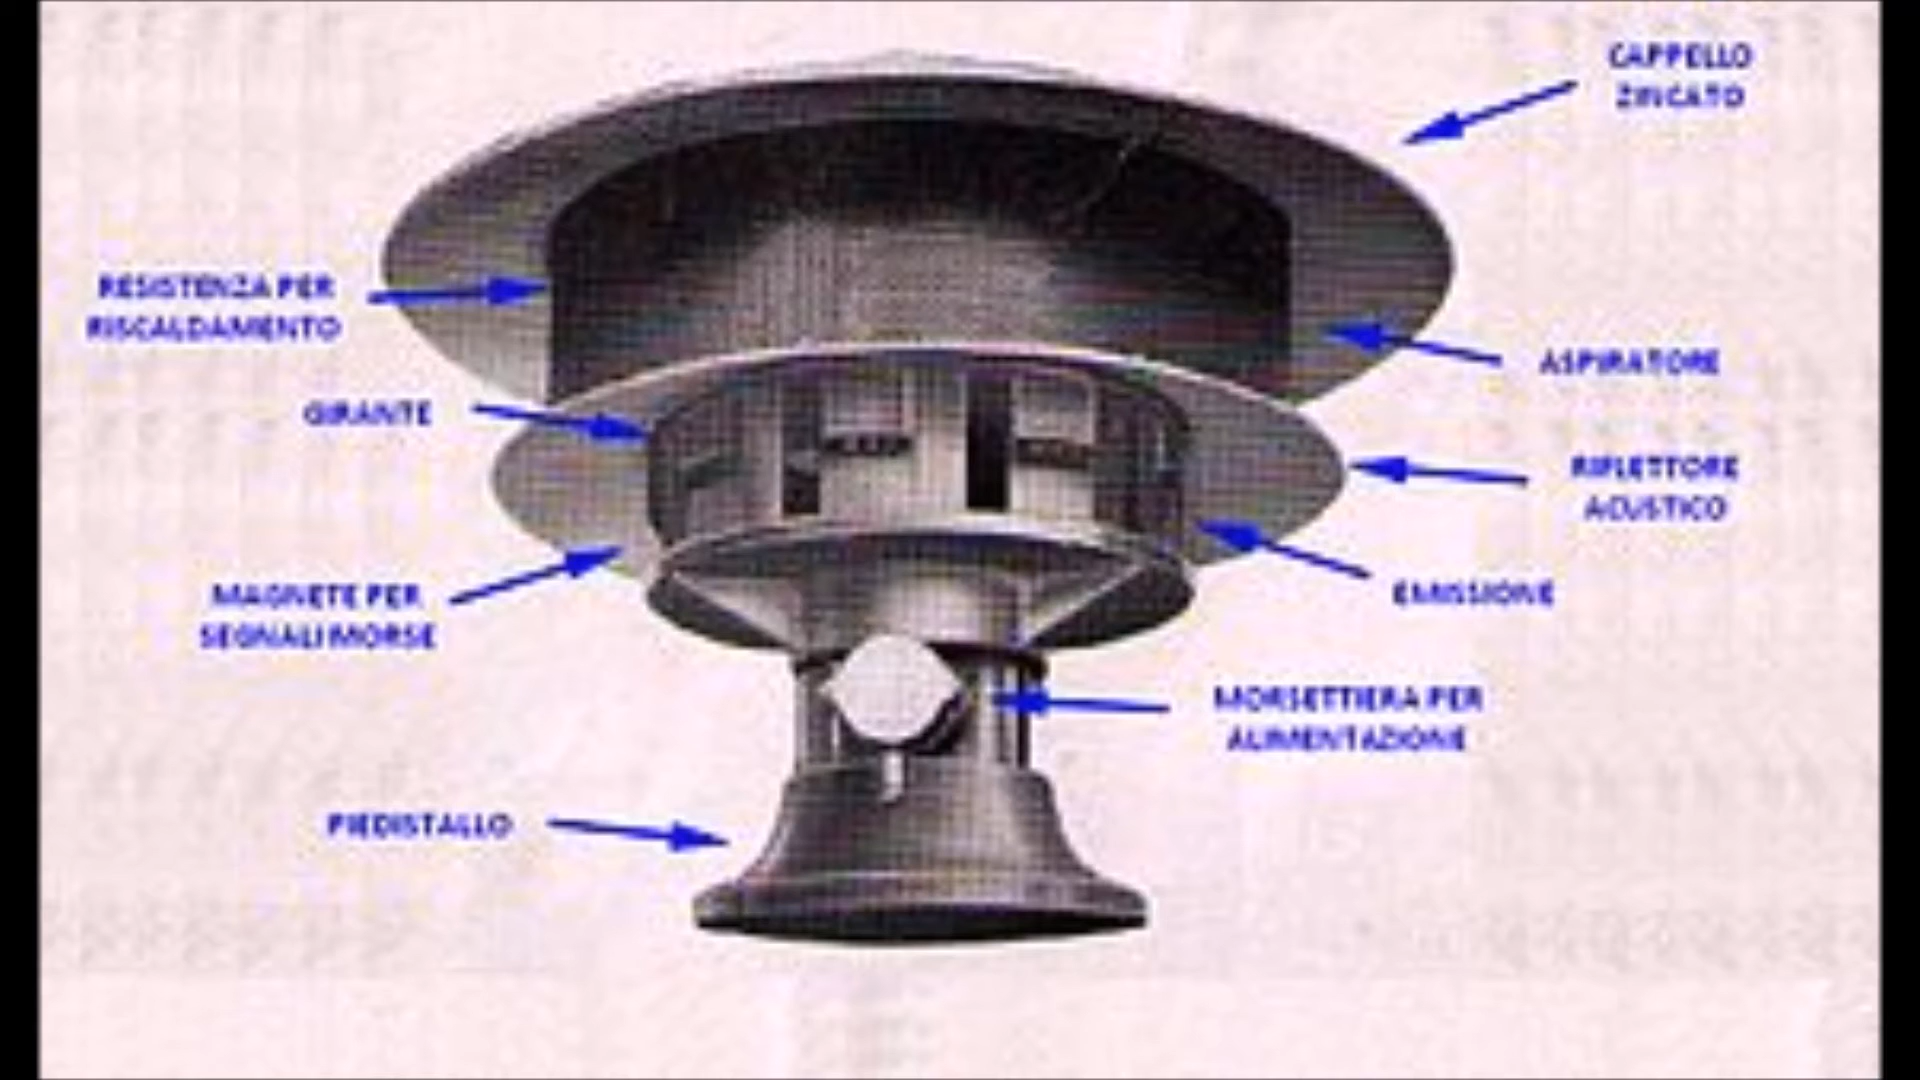 CAPPELLO
ZINCATO
RESISTENZA PER
RISCALDAMENTO
ASPIRATORE
GIRANTE
RIFLETTORE
ACUSTICO
MAGNETE PER
SEGNALI MORSE
EMISSIONE
MORSETTIERA PER
ALIMENTAZIONE
PIEDISTALLO